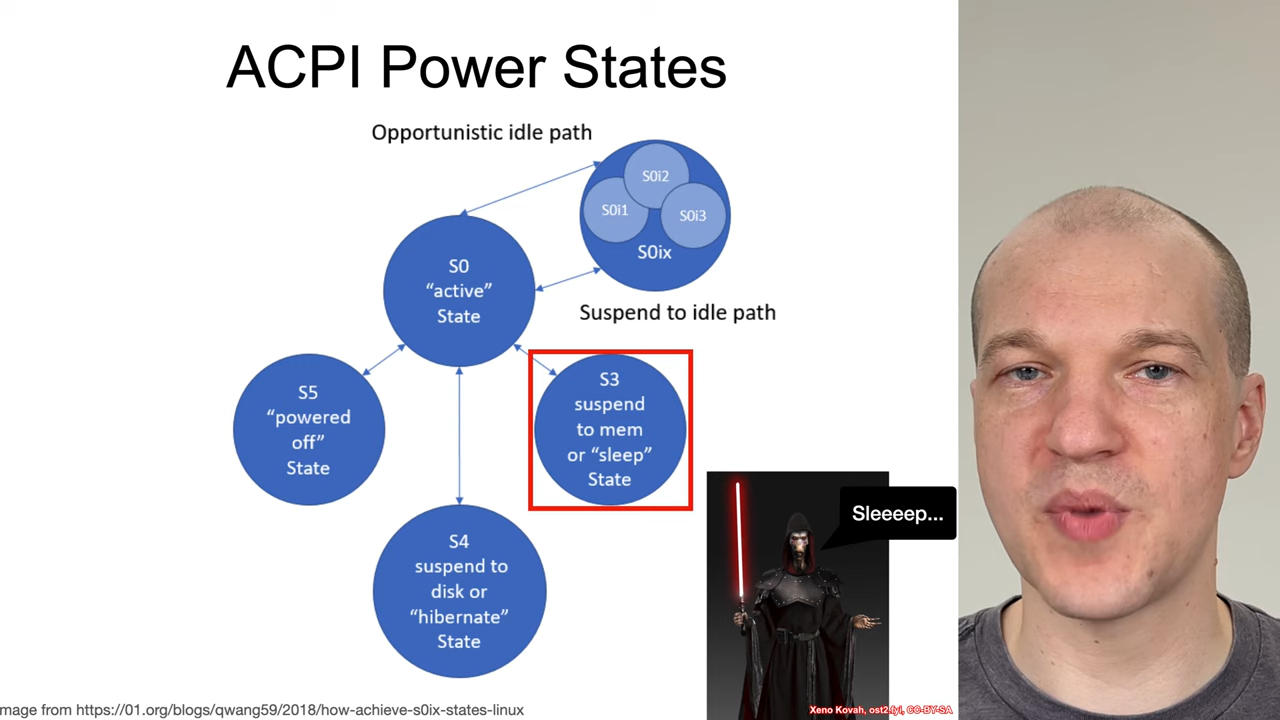 ACPI Power States
Opportunistic idle path
S0i2
S0i1
S0i3
S0ix
S0
“active”
State
Suspend to idle path
S5
“powered
off”
State
S3
suspend
to mem
or “sleep”
State
Sleeeep...
S4
suspend to
disk or
“hibernate”
State
mage from https://01.org/blogs/qwang59/2018/how-achieve-s0ix-states-linux
Xeno Kovah, ost2.fyi, CC-BY-SA